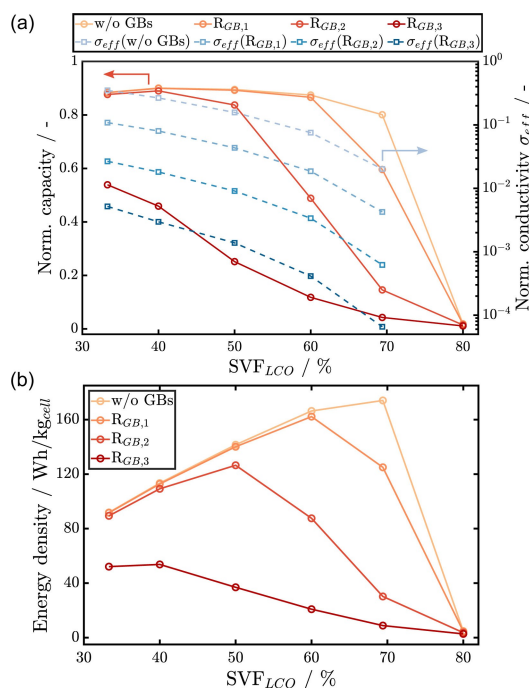 (a)
w/o GBs R_GB,1 R_GB,2 R_GB,3
σ_eff(w/o GBs) σ_eff(R_GB,1) σ_eff(R_GB,2) σ_eff(R_GB,3)
Norm. capacity / -
1
0.8
0.6
0.4
0.2
0
10^0
10^-1
10^-2
10^-3
10^-4
Norm. conductivity σ_eff / -
30 40 50 60 70 80
SVF_LCO / %
(b)
w/o GBs
R_GB,1
R_GB,2
R_GB,3
Energy density / Wh/kg_cell
160
120
80
40
0
30 40 50 60 70 80
SVF_LCO / %